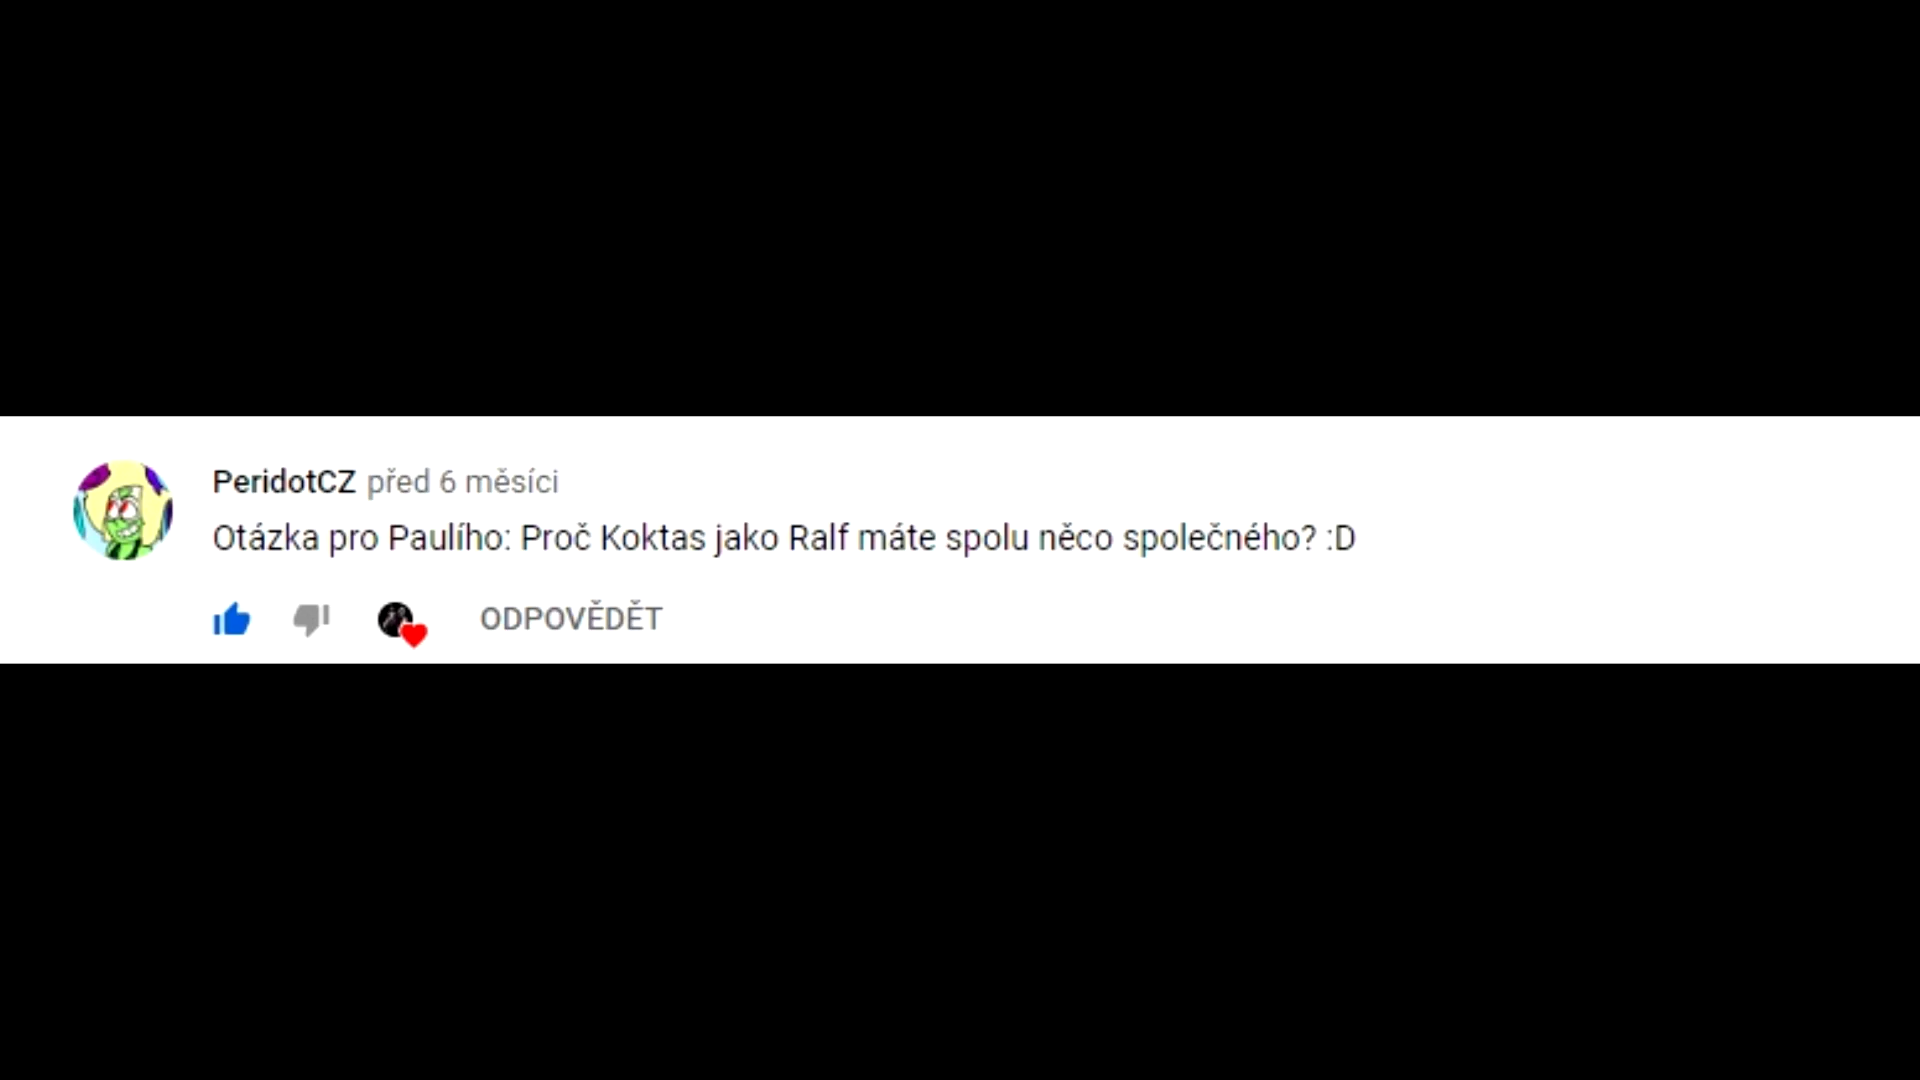 PeridotCZ před 6 měsíci
Otázka pro Paulího: Proč Koktas jako Ralf máte spolu něco společného? :D
ODPOVĚDĚT